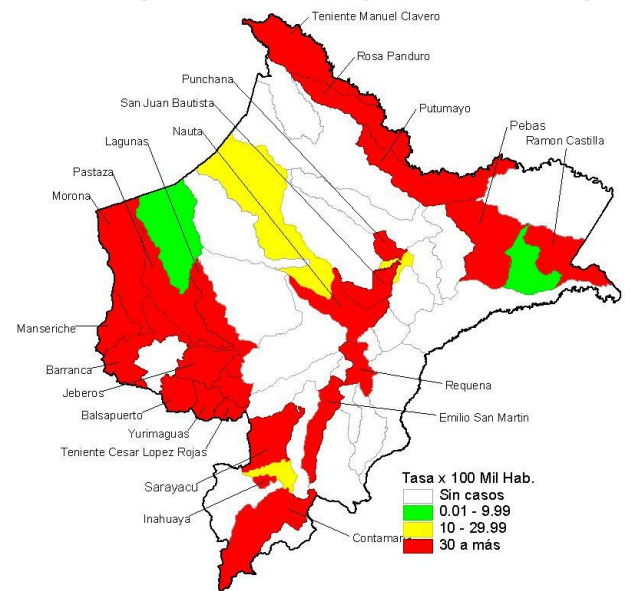 Teniente Manuel Clavero
Rosa Panduro
Punchana
San Juan Bautista
Putumayo
Nauta
Pebas
Lagunas
Ramon Castilla
Pastaza
Morona
Manseriche
Barranca
Requena
Jeberos
Balsapuerto
Emilio San Martin
Yurimaguas
Teniente Cesar Lopez Rojas
Sarayacu
Inahuaya
Contamana
Tasa x 100 Mil Hab.
Sin casos
0.01 - 9.99
10 - 29.99
30 a más